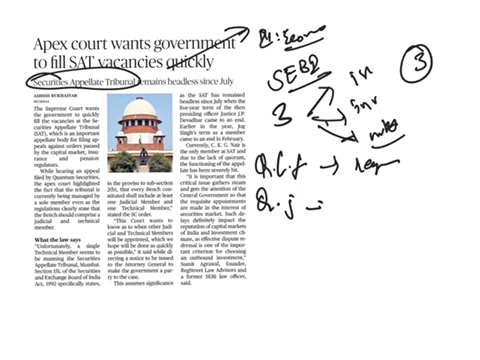 Apex court wants government
to fill SAT vacancies quickly
Securities Appellate Tribunal remains headless since July
ASHISH RUKHAIYAR
MUMBAI
The Supreme Court wants
the government to quickly
fill the vacancies at the Se-
curities Appellate Tribunal
(SAT), which is an important
appellate body for filing ap-
peals against orders passed
by the capital market, insu-
rance and pension
regulators.
While hearing an appeal
filed by Quantum Securities,
the apex court highlighted
the fact that the tribunal is
currently being managed by
a sole member even as the
regulations clearly state that
the Bench should comprise a
judicial and technical
member.
What the law says
"Unfortunately, a single
Technical Member seems to
be manning the Securities
Appellate Tribunal, Mumbai.
Section 15L of the Securities
and Exchange Board of India
Act, 1992 specifically states,
in the proviso to sub-section
2(b), that every Bench con-
stituted shall include at least
one Judicial Member and
one Technical Member,"
stated the SC order.
"This Court wants to
know as to when other Judi-
cial and Technical Members
will be appointed, which we
hope will be done as quickly
as possible," it said while di-
recting a notice to be issued
to the Attorney General to
make the government a par-
ty to the case.
This assumes significance
as the SAT has remained
headless since July when the
five-year term of the then
presiding officer Justice J.P.
Devadhar came to an end.
Earlier in the year, Jog
Singh's term as a member
came to an end in February.
Currently, C. K. G. Nair is
the only member at SAT and
due to the lack of quorum,
the functioning of the appel-
late has been severely hit.
"It is important that this
critical issue gathers steam
and gets the attention of the
Central Government so that
the requisite appointments
are made in the interest of
securities market. Such de-
lays definitely impact the
reputation of capital markets
of India and investment cli-
mate, as effective dispute re-
dressal is one of the impor-
tant criterion for choosing
an outbound investment,"
Sumit Agrawal, founder,
Regstreet Law Advisors and
a former SEBI law officer,
said.
SEBI
3
Inv
3